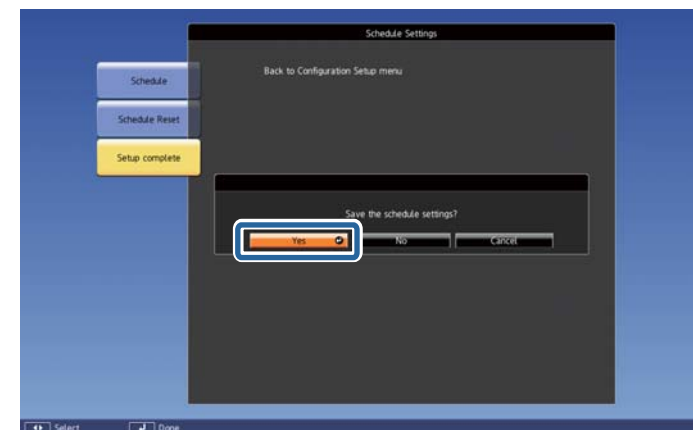 Schedule Settings
Schedule
Back to Configuration Setup menu
Schedule Reset
Setup complete
Save the schedule settings?
Yes No Cancel
Select Done